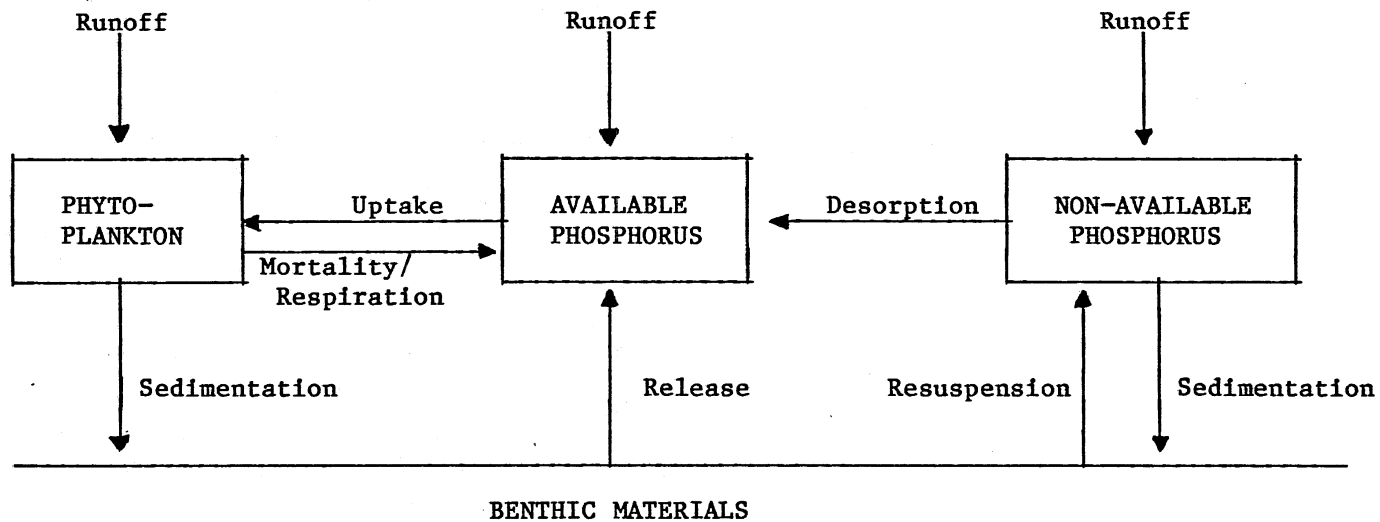 Runoff
Runoff
Runoff
PHYTO-
PLANKTON
Uptake
Mortality/
Respiration
AVAILABLE
PHOSPHORUS
Desorption
NON-AVAILABLE
PHOSPHORUS
Sedimentation
Release
Resuspension
Sedimentation
BENTHIC MATERIALS